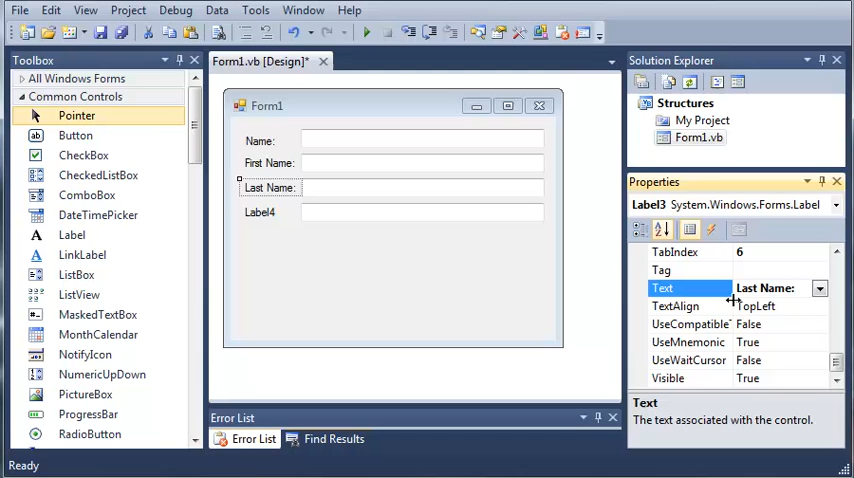 File Edit View Project Debug Data Tools Window Help
Toolbox
All Windows Forms
Common Controls
Pointer
Button
CheckBox
CheckedListBox
ComboBox
DateTimePicker
Label
LinkLabel
ListBox
ListView
MaskedTextBox
MonthCalendar
NotifyIcon
NumericUpDown
PictureBox
ProgressBar
RadioButton
Form1.vb [Design]*
Form1
Name:
First Name:
Last Name:
Label4
Error List
Error List Find Results
Solution Explorer
Structures
My Project
Form1.vb
Properties
Label3 System.Windows.Forms.Label
TabIndex 6
Tag
Text Last Name:
TextAlign TopLeft
UseCompatible False
UseMnemonic True
UseWaitCursor False
Visible True
Text
The text associated with the control.
Ready